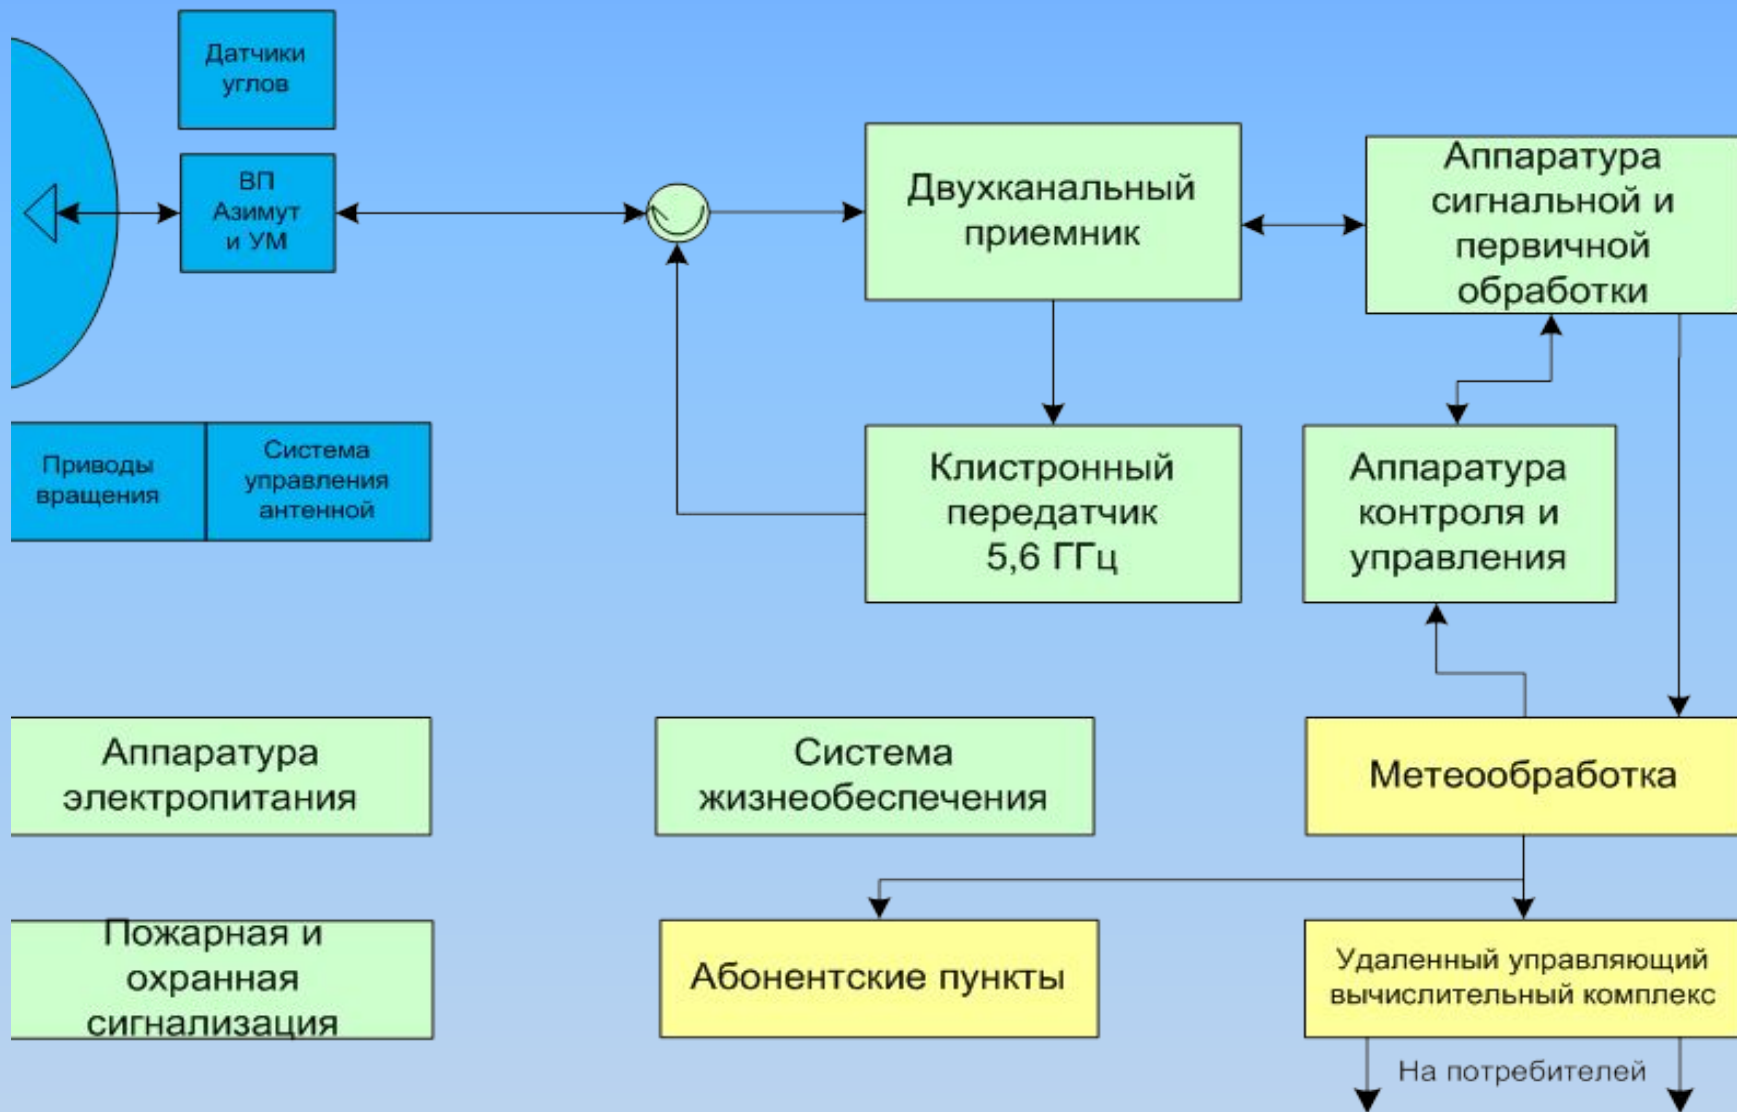 Датчики
углов
ВП
Азимут
и УМ
Двухканальный
приемник
Аппаратура
сигнальной и
первичной
обработки
Приводы
вращения
Система
управления
антенной
Клистронный
передатчик
5,6 ГГц
Аппаратура
контроля и
управления
Аппаратура
электропитания
Система
жизнеобеспечения
Метеообработка
Пожарная и
охранная
сигнализация
Абонентские пункты
Удаленный управляющий
вычислительный комплекс
На потребителей